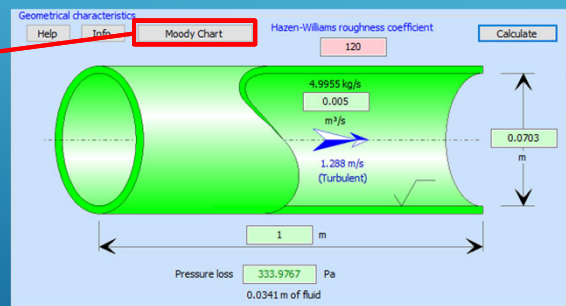 Geometrical characteristics
Help Info Moody Chart
Hazen-Williams roughness coefficient
120
Calculate
4.9955 kg/s
0.005
m³/s
1.288 m/s
(Turbulent)
0.0703
m
1 m
Pressure loss 333.9767 Pa
0.0341 m of fluid